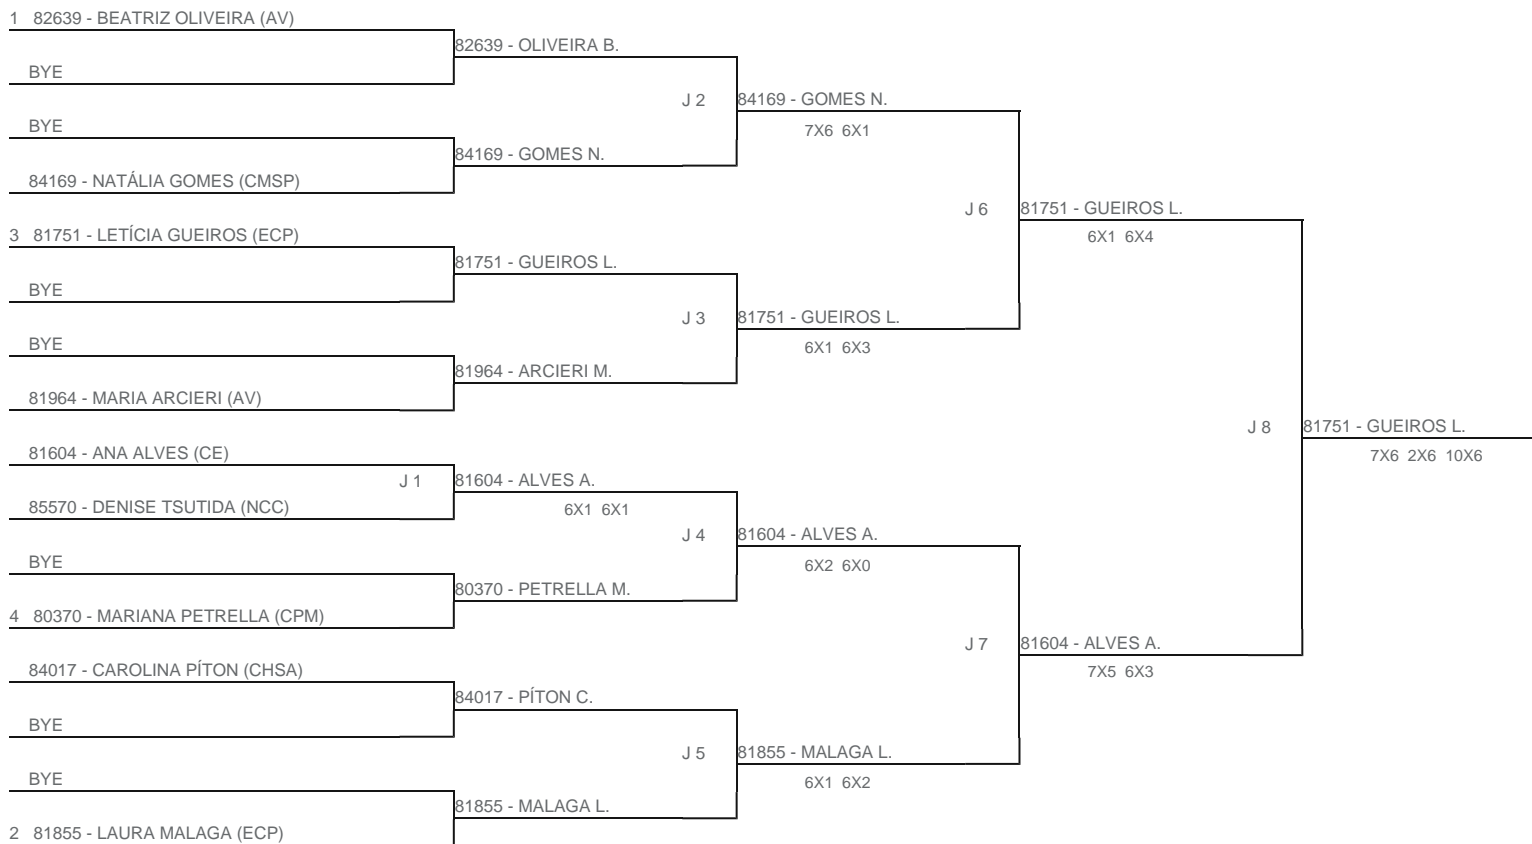 1 82639 - BEATRIZ OLIVEIRA (AV)
82639 - OLIVEIRA B.
BYE
J 2
84169 - GOMES N.
BYE
7X6 6X1
84169 - GOMES N.
84169 - NATÁLIA GOMES (CMSP)
J 6
81751 - GUEIROS L.
3 81751 - LETÍCIA GUEIROS (ECP)
6X1 6X4
81751 - GUEIROS L.
BYE
J 3
81751 - GUEIROS L.
BYE
6X1 6X3
81964 - ARCIERI M.
81964 - MARIA ARCIERI (AV)
J 8
81751 - GUEIROS L.
81604 - ANA ALVES (CE)
7X6 2X6 10X6
J 1
81604 - ALVES A.
85570 - DENISE TSUTIDA (NCC)
6X1 6X1
J 4
81604 - ALVES A.
BYE
6X2 6X0
80370 - PETRELLA M.
4 80370 - MARIANA PETRELLA (CPM)
J 7
81604 - ALVES A.
84017 - CAROLINA PÍTON (CHSA)
7X5 6X3
84017 - PÍTON C.
BYE
J 5
81855 - MALAGA L.
BYE
6X1 6X2
81855 - MALAGA L.
2 81855 - LAURA MALAGA (ECP)